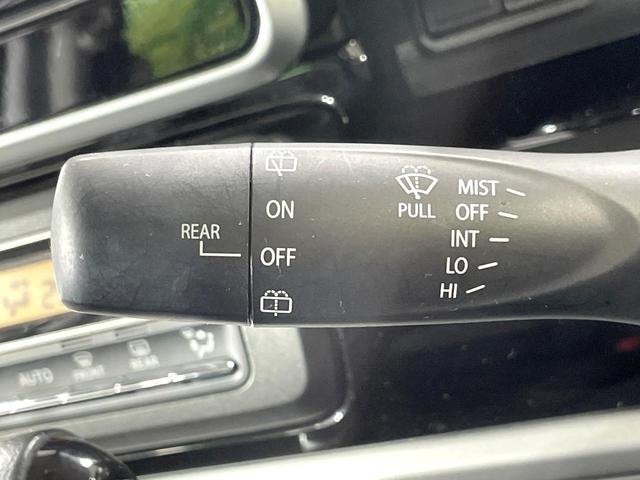 REAR
ON
OFF
PULL
MIST
OFF
INT
LO
HI
AUTO
FRONT
REAR